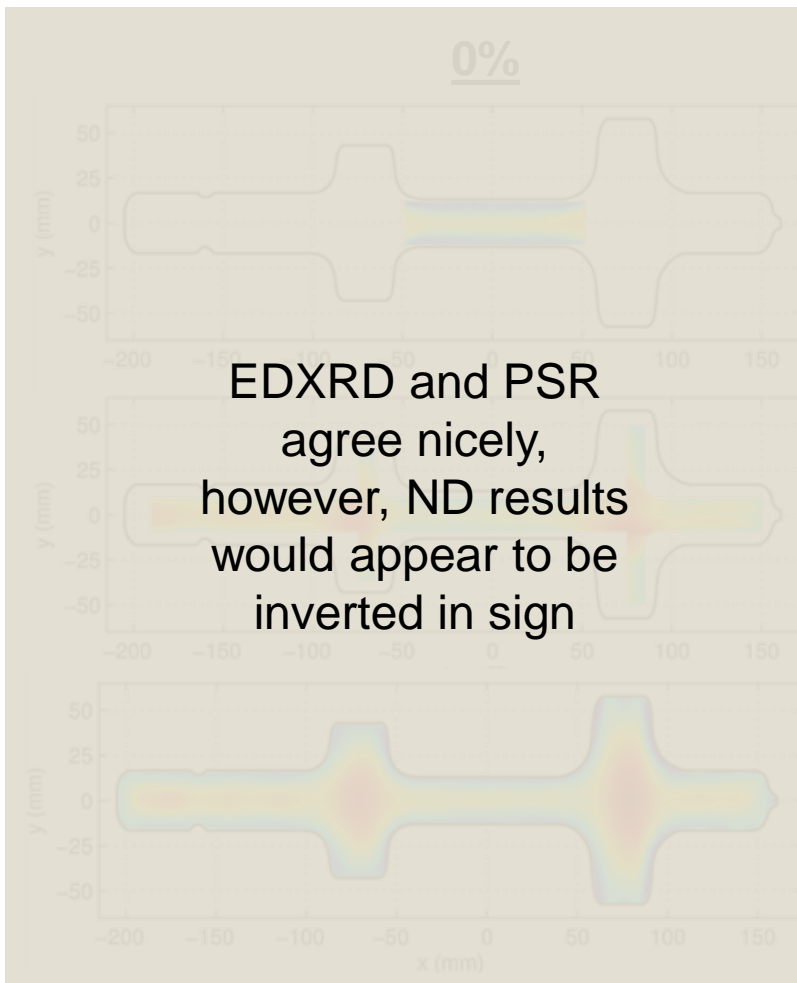 0%
50
25
0
−25
−50
y (mm)
−200 −150 −100 −50 0 50 100 150
EDXRD and PSR
agree nicely,
however, ND results
would appear to be
inverted in sign
50
25
0
−25
−50
y (mm)
−200 −150 −100 −50 0 50 100 150
50
25
0
−25
−50
y (mm)
−200 −150 −100 −50 0 50 100 150
x (mm)